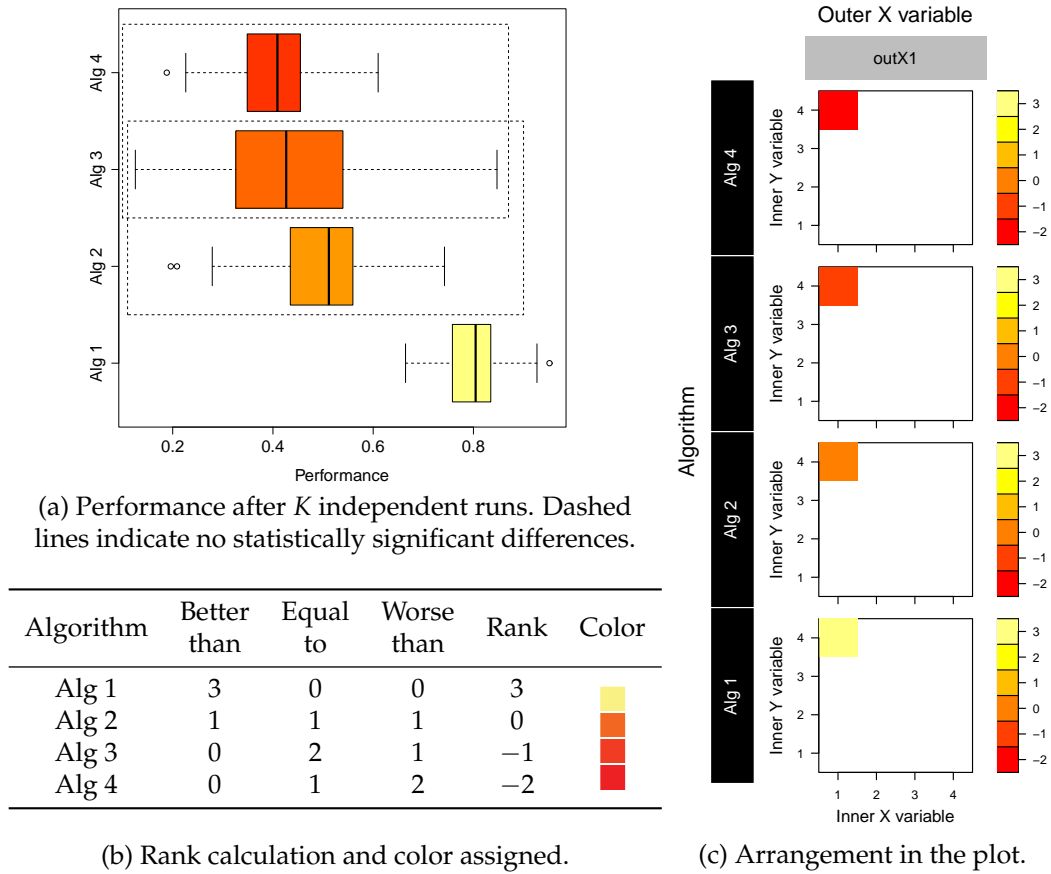 Alg 4
Alg 3
Alg 2
Alg 1
0.2 0.4 0.6 0.8
Performance
(a) Performance after K independent runs. Dashed
lines indicate no statistically significant differences.
Algorithm Better than Equal to Worse than Rank Color
Alg 1 3 0 0 3
Alg 2 1 1 1 0
Alg 3 0 2 1 −1
Alg 4 0 1 2 −2
(b) Rank calculation and color assigned.
Outer X variable
outX1
Algorithm
Alg 4
Inner Y variable
4
3
2
1
3
2
1
0
−1
−2
Alg 3
Inner Y variable
4
3
2
1
3
2
1
0
−1
−2
Alg 2
Inner Y variable
4
3
2
1
3
2
1
0
−1
−2
Alg 1
Inner Y variable
4
3
2
1
3
2
1
0
−1
−2
1 2 3 4
Inner X variable
(c) Arrangement in the plot.